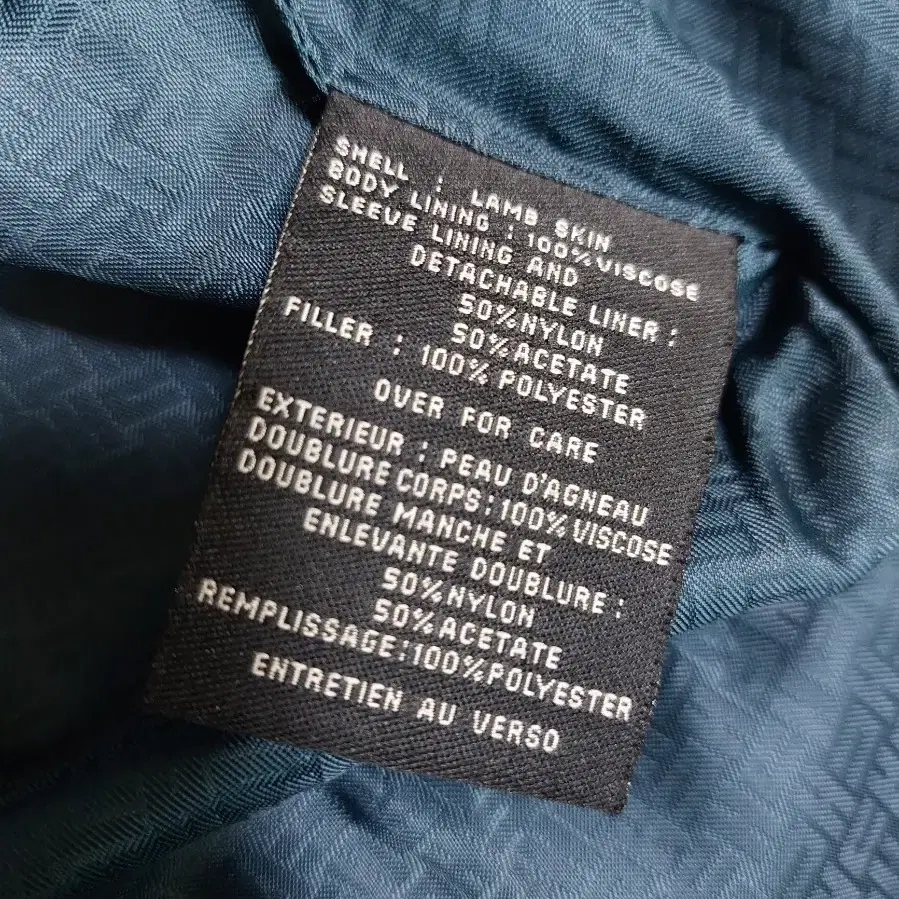 SHELL : LAMB SKIN
BODY LINING : 100% VISCOSE
SLEEVE LINING AND
DETACHABLE LINER :
50% NYLON
50% ACETATE
FILLER : 100% POLYESTER
OVER FOR CARE
EXTERIEUR : PEAU D'AGNEAU
DOUBLURE CORPS: 100% VISCOSE
DOUBLURE MANCHE ET
ENLEVANTE DOUBLURE :
50% NYLON
50% ACETATE
REMPLISSAGE: 100% POLYESTER
ENTRETIEN AU VERSO